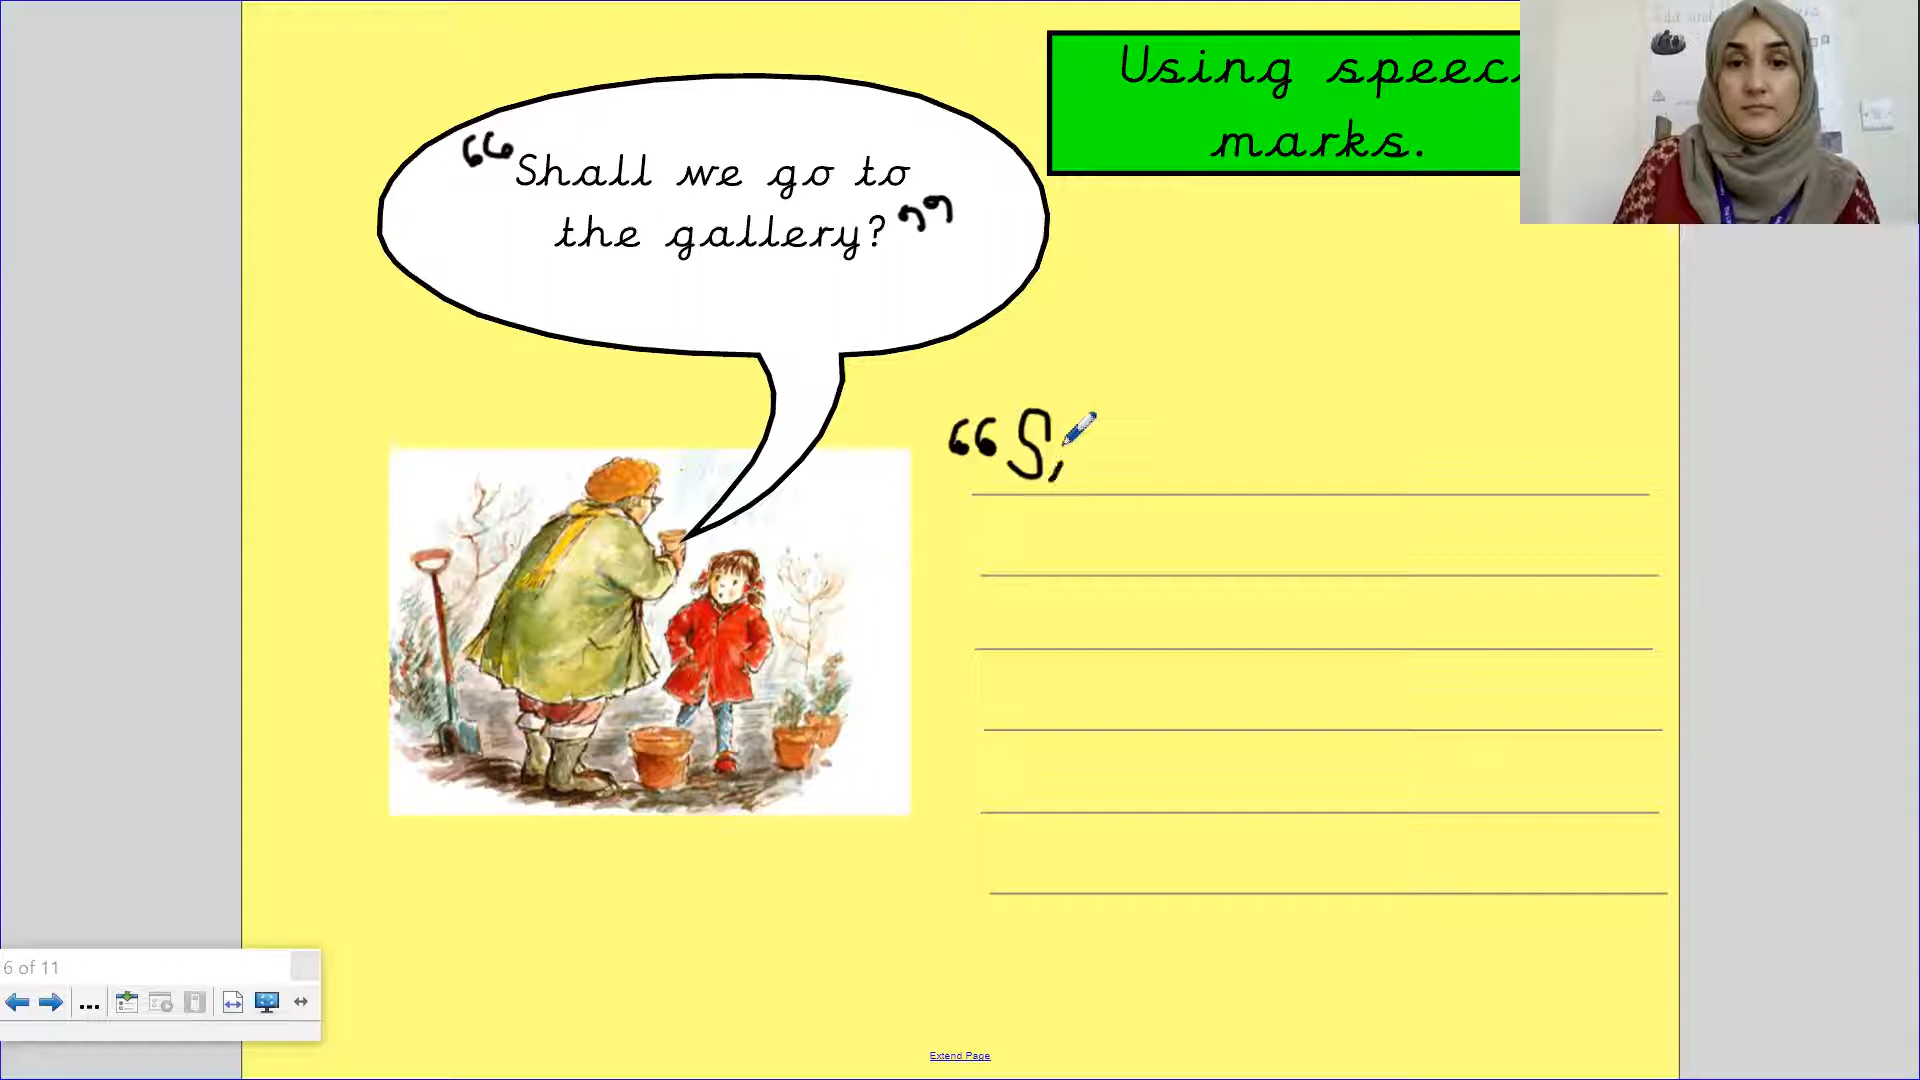 Using speec
marks.
“Shall we go to
the gallery?”
“S
6 of 11
Extend Page